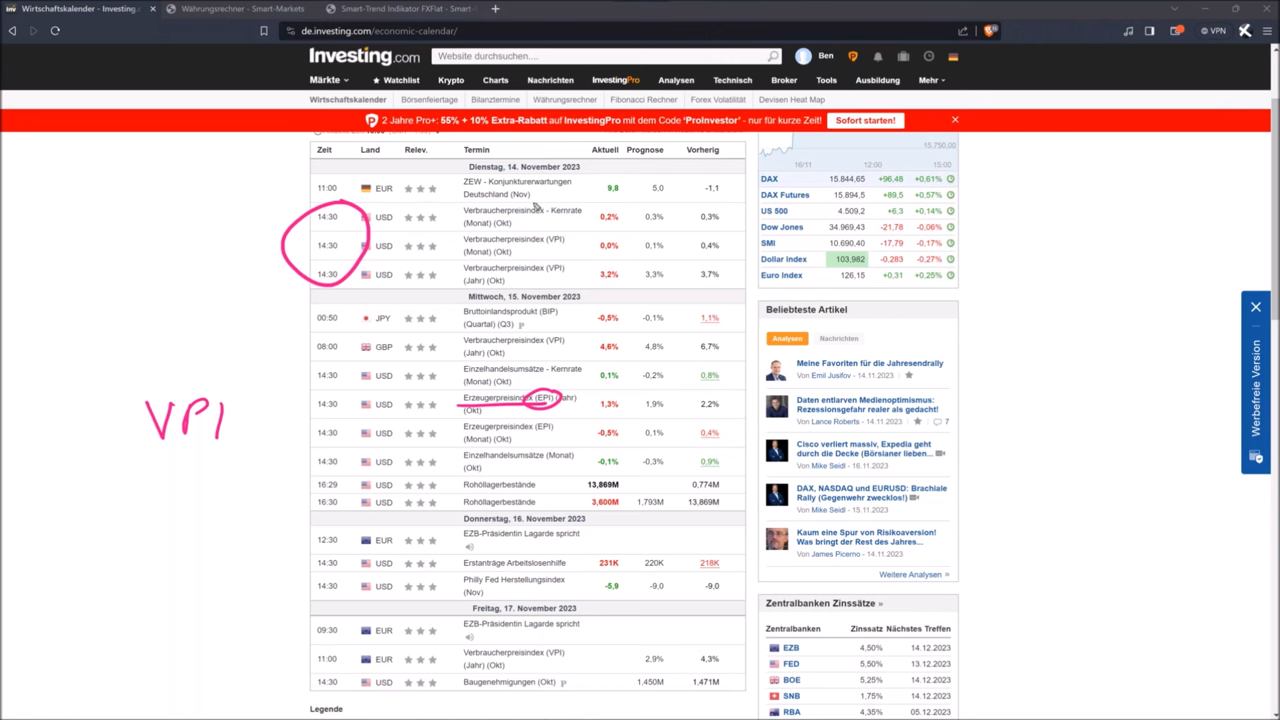 Wirtschaftskalender - Investing.c
Währungsrechner - Smart-Markets
Smart-Trend Indikator FXFlat - Smart -
de.investing.com/economic-calendar/
VPN
Investing.com
Website durchsuchen....
Ben
Märkte
Watchlist
Krypto
Charts
Nachrichten
InvestingPro
Analysen
Technisch
Broker
Tools
Ausbildung
Mehr
Wirtschaftskalender
Börsenfeiertage
Bilanztermine
Währungsrechner
Fibonacci Rechner
Forex Volatilität
Devisen Heat Map
2 Jahre Pro+: 55% + 10% Extra-Rabatt auf InvestingPro mit dem Code 'ProInvestor' - nur für kurze Zeit!
Sofort starten!
Zeit Land Relev. Termin Aktuell Prognose Vorherig
Dienstag, 14. November 2023
11:00 EUR ZEW - Konjunkturerwartungen 9,8 5,0 -1,1
Deutschland (Nov)
14:30 USD Verbraucherpreisindex - Kernrate 0,2% 0,3% 0,3%
(Monat) (Okt)
14:30 USD Verbraucherpreisindex (VPI) 0,0% 0,1% 0,4%
(Monat) (Okt)
14:30 USD Verbraucherpreisindex (VPI) 3,2% 3,3% 3,7%
(Jahr) (Okt)
Mittwoch, 15. November 2023
00:50 JPY Bruttoinlandsprodukt (BIP) -0,5% -0,1% 1,1%
(Quartal) (Q3) P
08:00 GBP Verbraucherpreisindex (VPI) 4,6% 4,8% 6,7%
(Jahr) (Okt)
14:30 USD Einzelhandelsumsätze - Kernrate 0,1% -0,2% 0,8%
(Monat) (Okt)
14:30 USD Erzeugerpreisindex (EPI) (Jahr) 1,3% 1,9% 2,2%
(Okt)
14:30 USD Erzeugerpreisindex (EPI) -0,5% 0,1% 0,4%
(Monat) (Okt)
14:30 USD Einzelhandelsumsätze (Monat) -0,1% -0,3% 0,9%
(Okt)
16:29 USD Rohöllagerbestände 13,869M 0,774M
16:30 USD Rohöllagerbestände 3,600M 1,793M 13,869M
Donnerstag, 16. November 2023
12:30 EUR EZB-Präsidentin Lagarde spricht
14:30 USD Erstanträge Arbeitslosenhilfe 231K 220K 218K
14:30 USD Philly Fed Herstellungsindex -5,9 -0,0 -9,0
(Nov)
Freitag, 17. November 2023
09:30 EUR EZB-Präsidentin Lagarde spricht
11:00 EUR Verbraucherpreisindex (VPI) 2,9% 4,3%
(Jahr) (Okt)
14:30 USD Baugenehmigungen (Okt) P 1,450M 1,471M
Legende
VPI
15.750,00
16/11 12:00 15:00
DAX 15.844,65 +96,48 +0,61%
DAX Futures 15.894,5 +89,5 +0,57%
US 500 4.509,2 +6,3 +0,14%
Dow Jones 34.969,43 -21,78 -0,06%
SMI 10.690,40 -17,79 -0,17%
Dollar Index 103,982 -0,283 -0,27%
Euro Index 126,15 +0,31 +0,25%
Beliebteste Artikel
Analysen
Nachrichten
Meine Favoriten für die Jahresendrally
Von Emil Jusifov - 14.11.2023
Daten entlarven Medienoptimismus:
Rezessionsgefahr realer als gedacht!
Von Lance Roberts - 14.11.2023 7
Cisco verliert massiv, Expedia geht
durch die Decke (Börsianer lieben...
Von Mike Seidl - 16.11.2023
DAX, NASDAQ und EURUSD: Brachiale
Rally (Gegenwehr zwecklos!)
Von Mike Seidl - 15.11.2023
Kaum eine Spur von Risikoaversion!
Was bringt der Rest des Jahres...
Von James Picerno - 14.11.2023
Weitere Analysen »
Zentralbanken Zinssätze »
Zentralbanken Zinssatz Nächstes Treffen
EZB 4,50% 14.12.2023
FED 5,50% 13.12.2023
BOE 5,25% 14.12.2023
SNB 1,75% 14.12.2023
RBA 4,35% 05.12.2023
Werbefreie Version